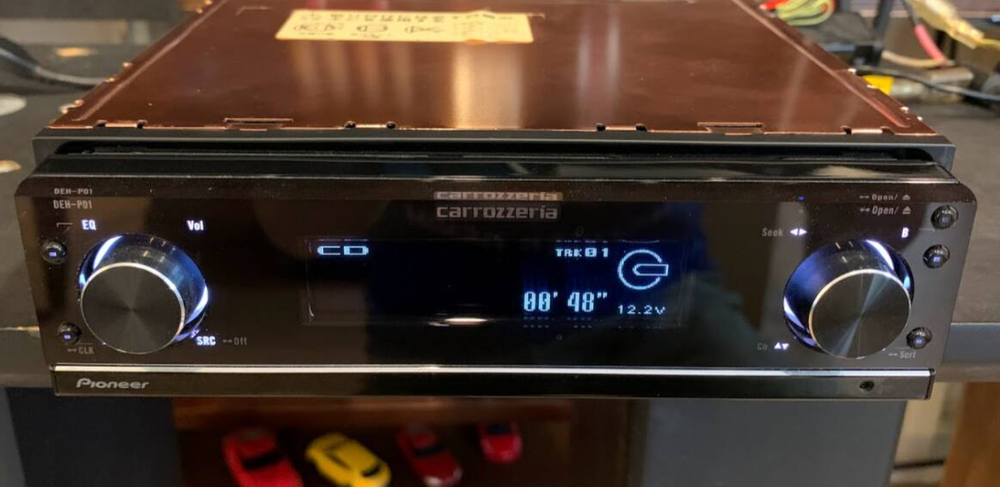 DEH-P01
DEH-P01
EQ
Vol
carrozzeria
carrozzeria
Open/
Open/
Seek
B
CD
TRK 01
00' 48"
12.2v
CLK
SRC
Off
Ch
Scrl
Pioneer